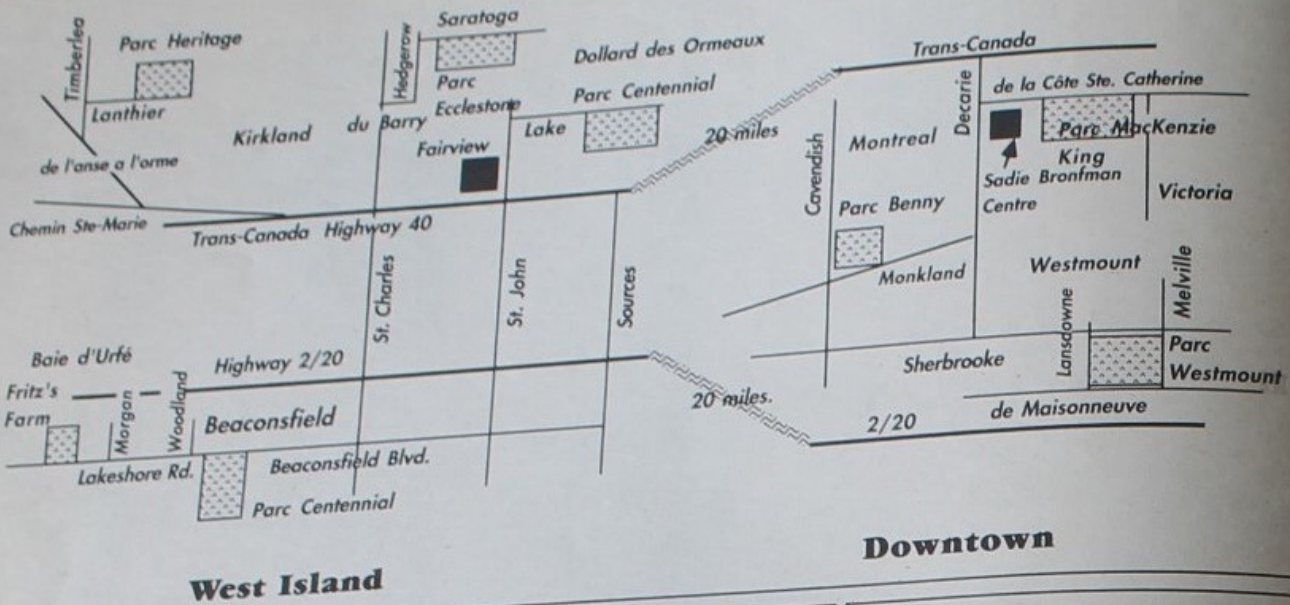 Timberlea
Parc Heritage
Lanthier
de l'anse a l'orme
Chemin Ste-Marie
Kirkland
Hedgerow
Saratoga
Parc
Ecclestone
du Barry
Fairview
Dollard des Ormeaux
Parc Centennial
Lake
20 miles
Trans-Canada Highway 40
St. Charles
St. John
Sources
Baie d'Urfé
Highway 2/20
Fritz's
Farm
Morgan
Woodland
Beaconsfield
Lakeshore Rd.
Beaconsfield Blvd.
Parc Centennial
20 miles.
West Island
Trans-Canada
Cavendish
Montreal
Decarie
de la Côte Ste. Catherine
Parc MacKenzie
King
Sadie Bronfman
Centre
Victoria
Parc Benny
Monkland
Westmount
Lansdowne
Melville
Sherbrooke
Parc
Westmount
de Maisonneuve
2/20
Downtown